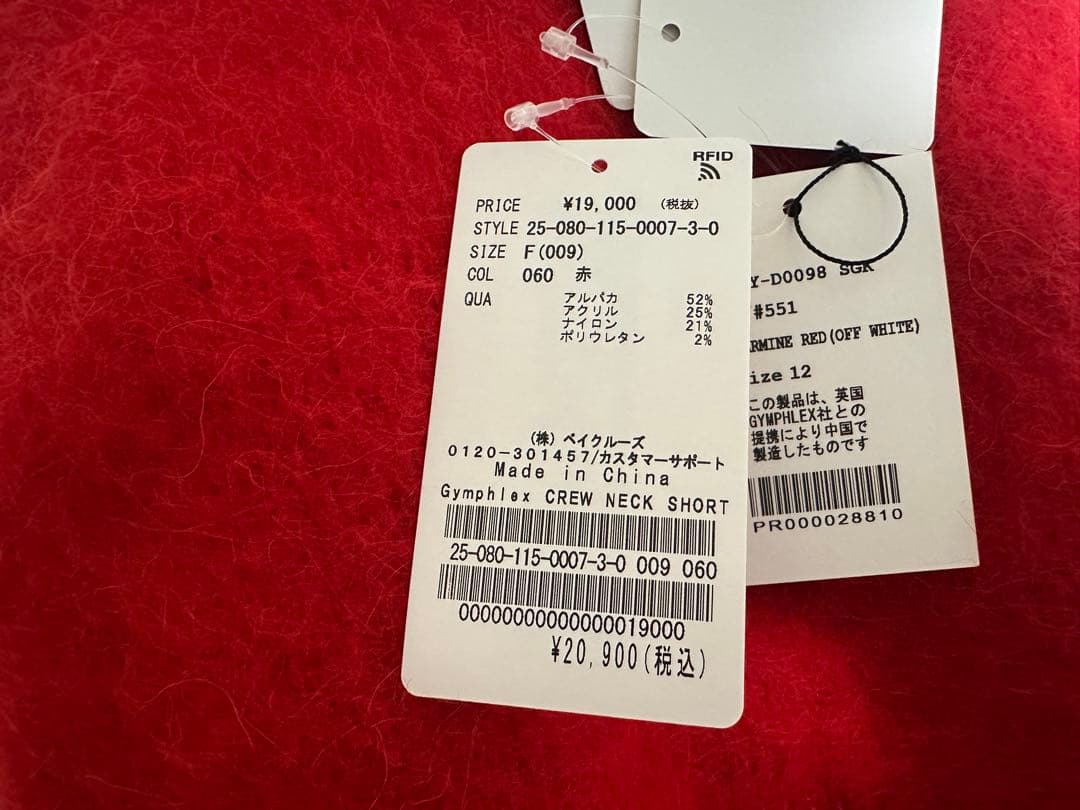 RFID
PRICE ¥19,000 (税抜)
STYLE 25-080-115-0007-3-0
SIZE F(009)
COL 060 赤
QUA アルパカ 52%
アクリル 25%
ナイロン 21%
ポリウレタン 2%
(株) ベイクルーズ
0120-301457/カスタマーサポート
Made in China
Gymphlex CREW NECK SHORT
25-080-115-0007-3-0 009 060
00000000000000019000
¥20,900(税込)
Y-D0098 SGK
#551
RMINE RED(OFF WHITE)
ize 12
この製品は、英国
GYMPHLEX社との
提携により中国で
製造したものです
PR000028810